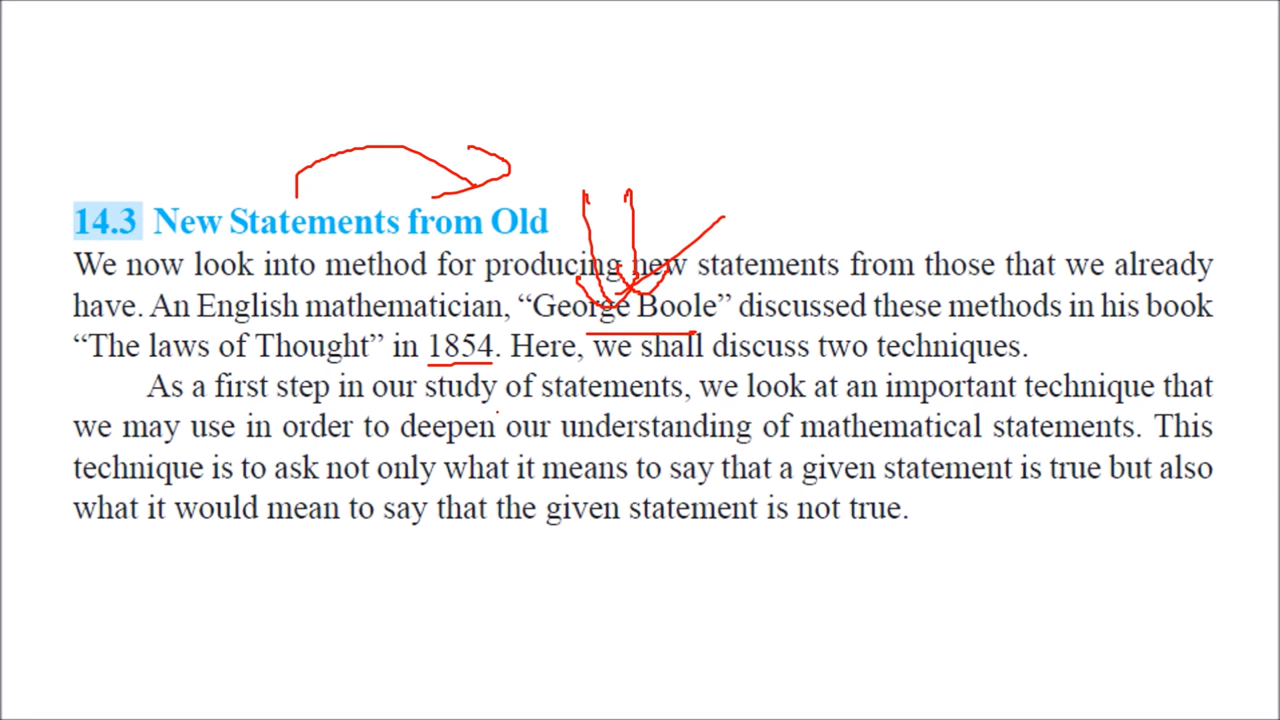 14.3 New Statements from Old
We now look into method for producing new statements from those that we already
have. An English mathematician, “George Boole” discussed these methods in his book
“The laws of Thought” in 1854. Here, we shall discuss two techniques.
As a first step in our study of statements, we look at an important technique that
we may use in order to deepen our understanding of mathematical statements. This
technique is to ask not only what it means to say that a given statement is true but also
what it would mean to say that the given statement is not true.